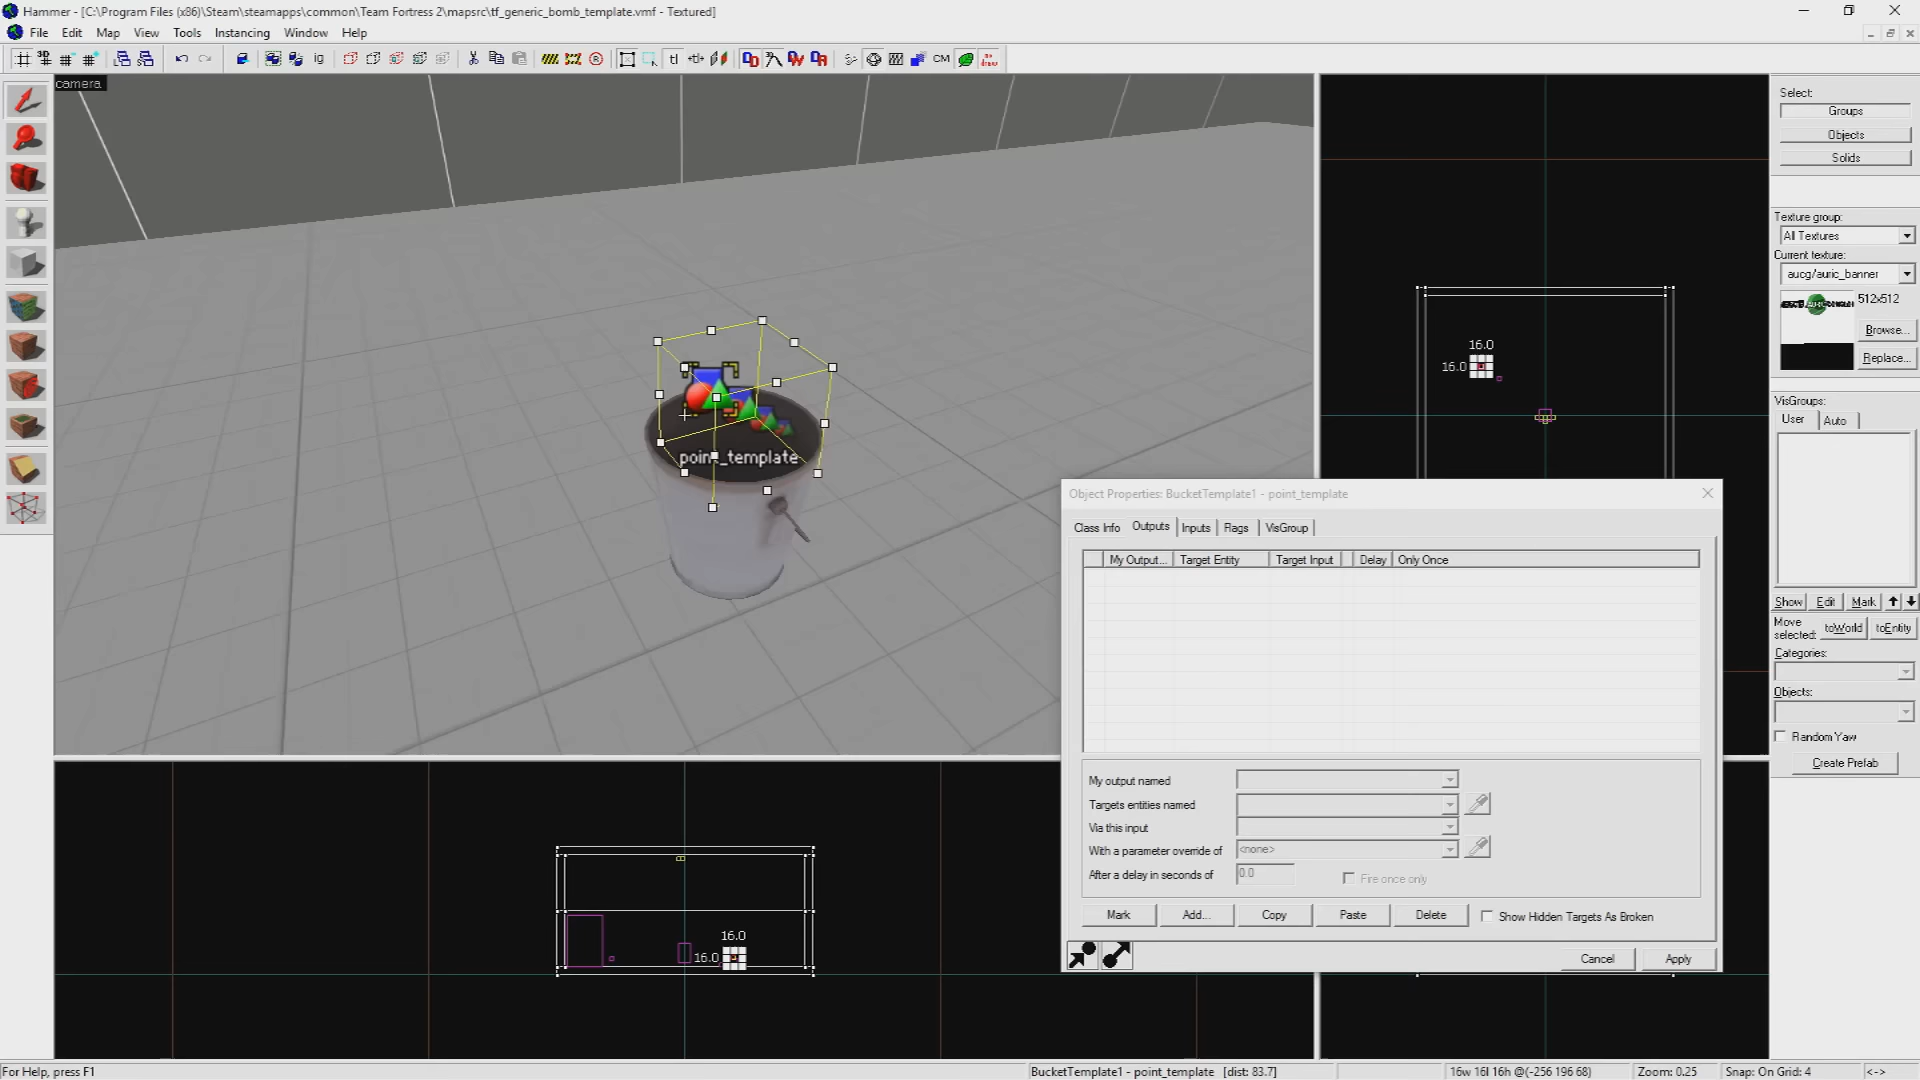 Hammer - [C:\Program Files (x86)\Steam\steamapps\common\Team Fortress 2\mapsrc\tf_generic_bomb_template.vmf - Textured]
File Edit Map View Tools Instancing Window Help
camera
point_template
16.0
16.0
16.0
16.0
Select:
Groups
Objects
Solids
Texture group:
All Textures
Current texture:
aucg/auric_banner
512x512
Browse...
Replace...
VisGroups:
User Auto
Show Edit Mark
Move selected: toWorld toEntity
Categories:
Objects:
Random Yaw
Create Prefab
Object Properties: BucketTemplate1 - point_template
Class Info Outputs Inputs Flags VisGroup
My Output... Target Entity Target Input Delay Only Once
My output named
Targets entities named
Via this input
With a parameter override of <none>
After a delay in seconds of 0.0 Fire once only
Mark Add... Copy Paste Delete Show Hidden Targets As Broken
Cancel Apply
For Help, press F1 BucketTemplate1 - point_template [dist: 83.7] 16w 16l 16h @(-256 196 68) Zoom: 0.25 Snap: On Grid: 4 <->